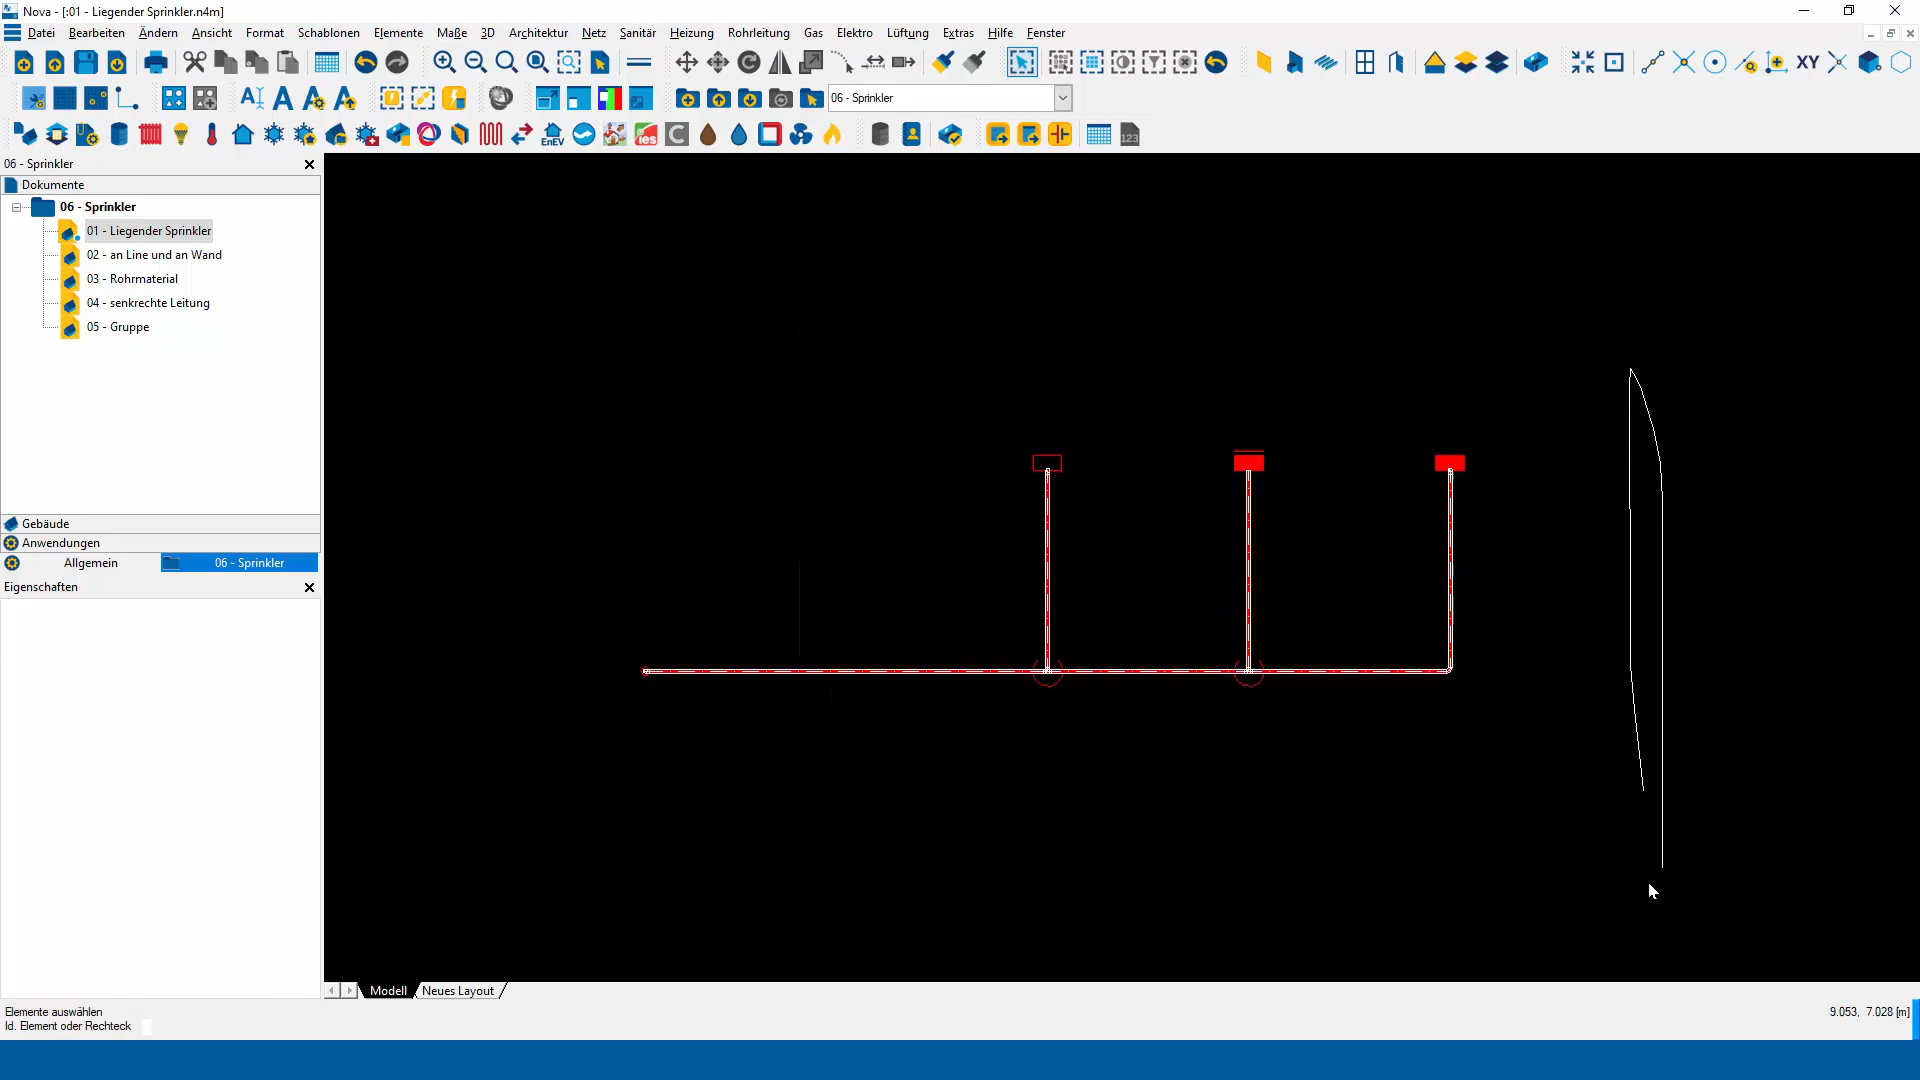 Nova - [:01 - Liegender Sprinkler.n4m]
Datei Bearbeiten Ändern Ansicht Format Schablonen Elemente Maße 3D Architektur Netz Sanitär Heizung Rohrleitung Gas Elektro Lüftung Extras Hilfe Fenster
XY
06 - Sprinkler
EnEV
ies
123
06 - Sprinkler
Dokumente
06 - Sprinkler
01 - Liegender Sprinkler
02 - an Line und an Wand
03 - Rohrmaterial
04 - senkrechte Leitung
05 - Gruppe
Gebäude
Anwendungen
Allgemein 06 - Sprinkler
Eigenschaften
Modell Neues Layout
Elemente auswählen
Id. Element oder Rechteck
9.053, 7.028 [m]